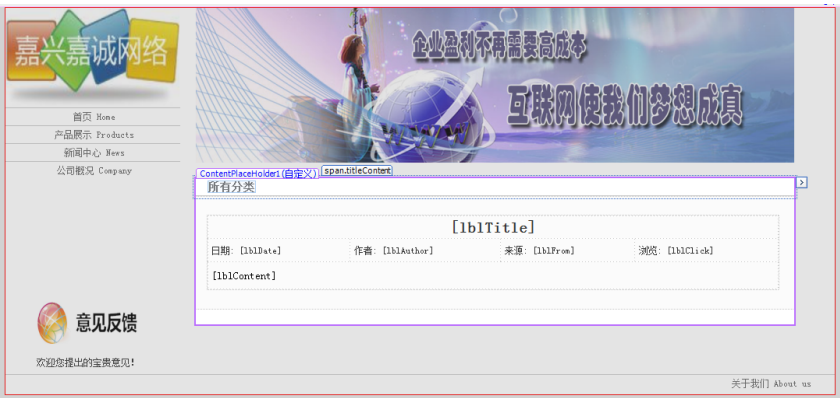 嘉兴嘉诚网络
企业盈利不再需要高成本
互联网使我们梦想成真
WWW
首页 Home
产品展示 Products
新闻中心 News
公司概况 Company
ContentPlaceHolder1(自定义) span.titleContent
所有分类
[lblTitle]
日期: [lblDate] 作者: [lblAuthor] 来源: [lblFrom] 浏览: [lblClick]
[lblContent]
意见反馈
欢迎您提出的宝贵意见!
关于我们 About us